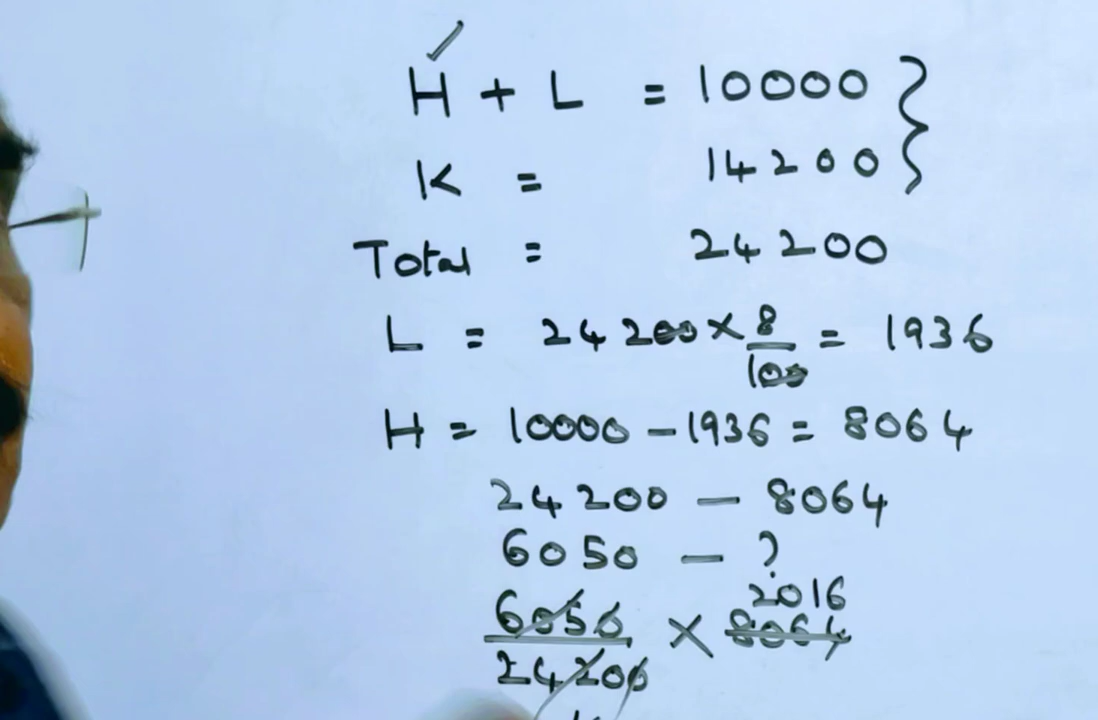 H + L = 10000
K = 14200
Total = 24200
L = 24200 × 8/100 = 1936
H = 10000 - 1936 = 8064
24200 - 8064
6050 - ?
2016
6050/24200 × 8064